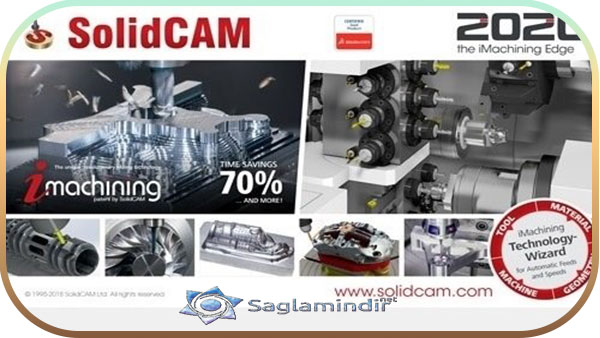 SolidCAM
CERTIFIED
Gold
Product
SOLIDWORKS
2020
the iMachining Edge
imachining
patent by SolidCAM
TIME SAVINGS
70%
... AND MORE!
TOOL
MATERIAL
MACHINE
GEOMETRY
iMachining
Technology-
Wizard
for Automatic Feeds
and Speeds
© 1995-2018 SolidCAM Ltd. All rights reserved.
www.solidcam.com
Saglamindir
.net